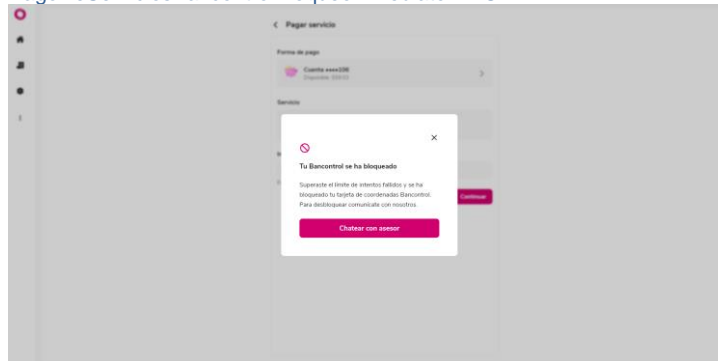 Pagar servicio
Forma de pago
Servicio
Tu Bancontrol se ha bloqueado
Superaste el límite de intentos fallidos y se ha
bloqueado tu tarjeta de coordenadas Bancontrol.
Para desbloquear comunícate con nosotros.
Continuar
Chatear con asesor